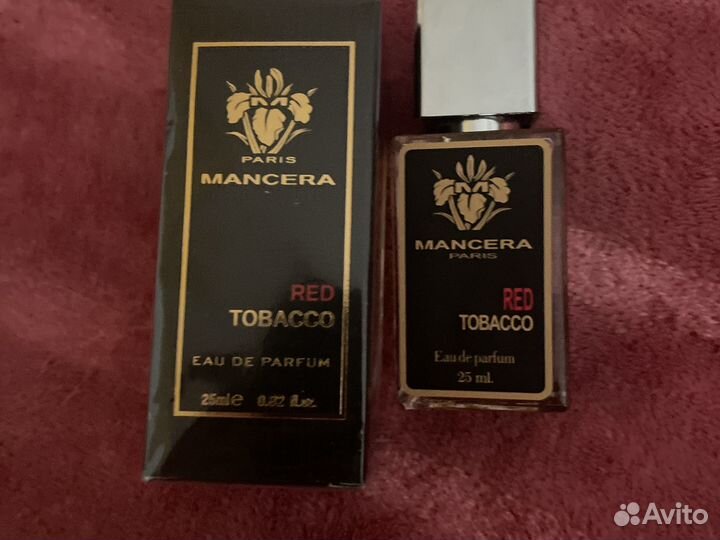 PARIS
MANCERA
RED
TOBACCO
EAU DE PARFUM
25ml e 0.82 fl.oz.
MANCERA
PARIS
RED
TOBACCO
Eau de parfum
25 ml.
Avito